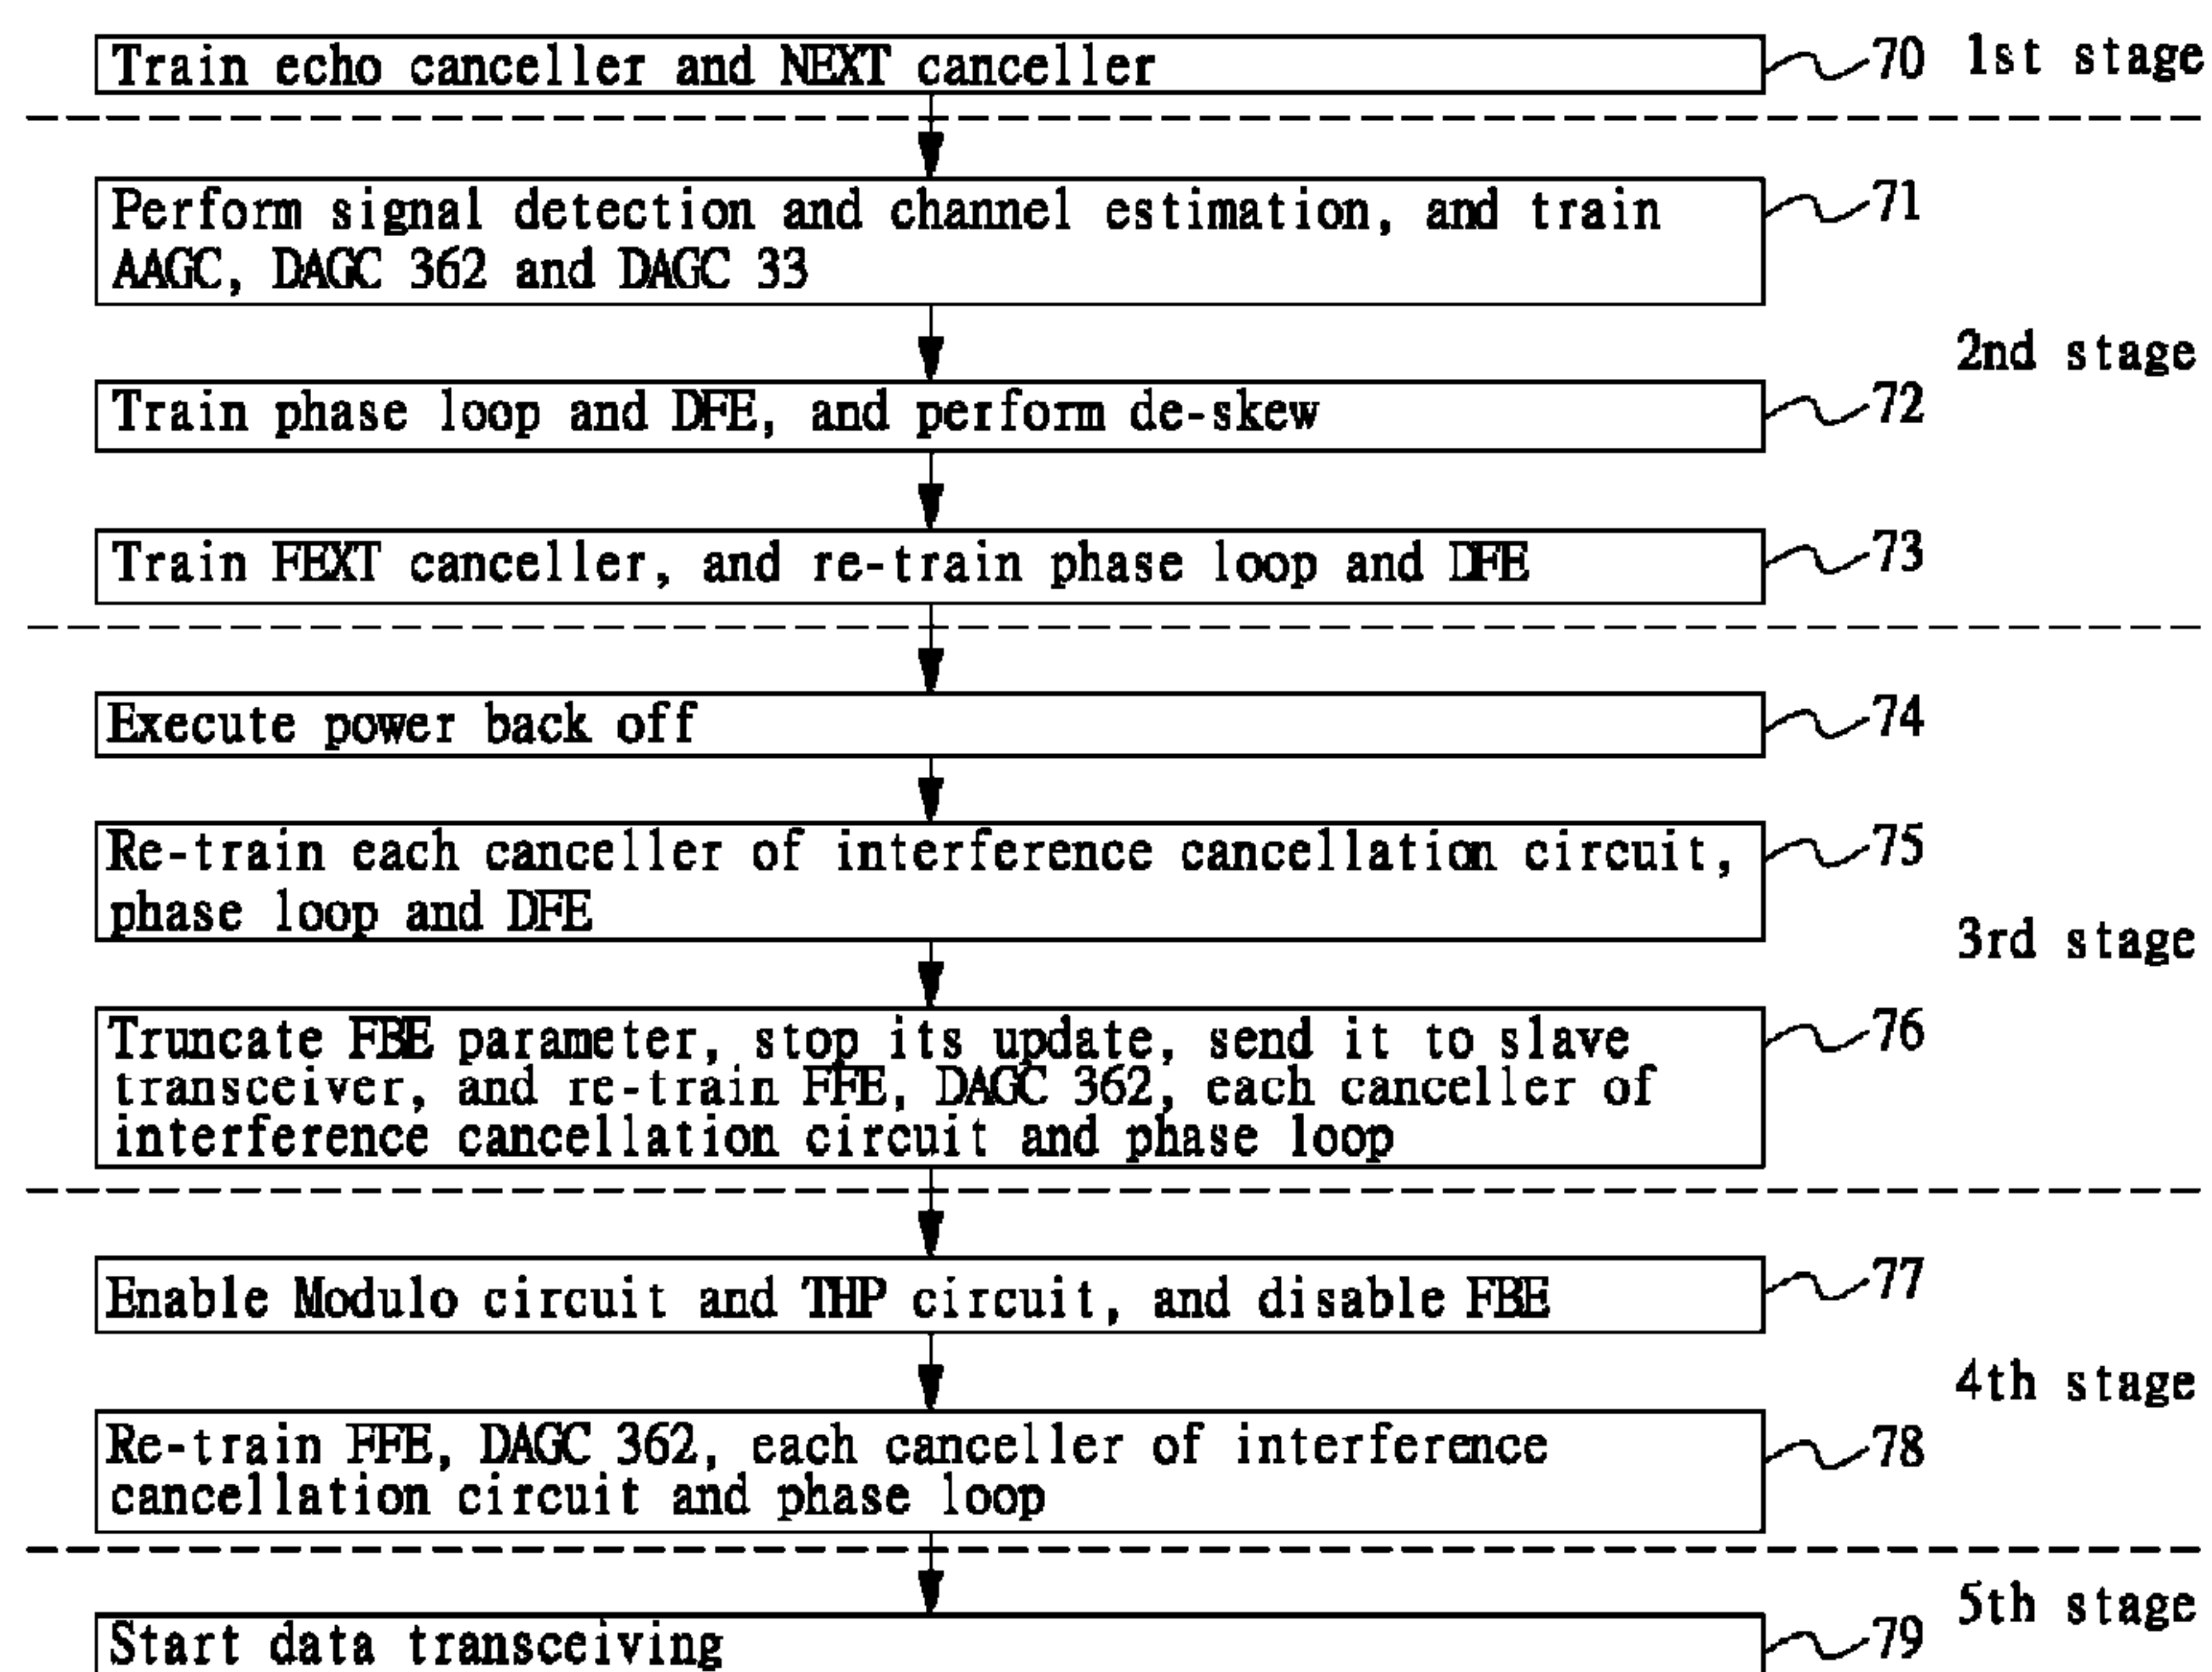 Train echo canceller and NEXT canceller
70 1st stage
Perform signal detection and channel estimation, and train
AAGC, DAGC 362 and DAGC 33
71
2nd stage
Train phase loop and DFE, and perform de-skew
72
Train FEXT canceller, and re-train phase loop and DFE
73
Execute power back off
74
Re-train each canceller of interference cancellation circuit,
phase loop and DFE
75
3rd stage
Truncate FBE parameter, stop its update, send it to slave
transceiver, and re-train FFE, DAGC 362, each canceller of
interference cancellation circuit and phase loop
76
Enable Modulo circuit and THP circuit, and disable FBE
77
4th stage
Re-train FFE, DAGC 362, each canceller of interference
cancellation circuit and phase loop
78
5th stage
Start data transceiving
79